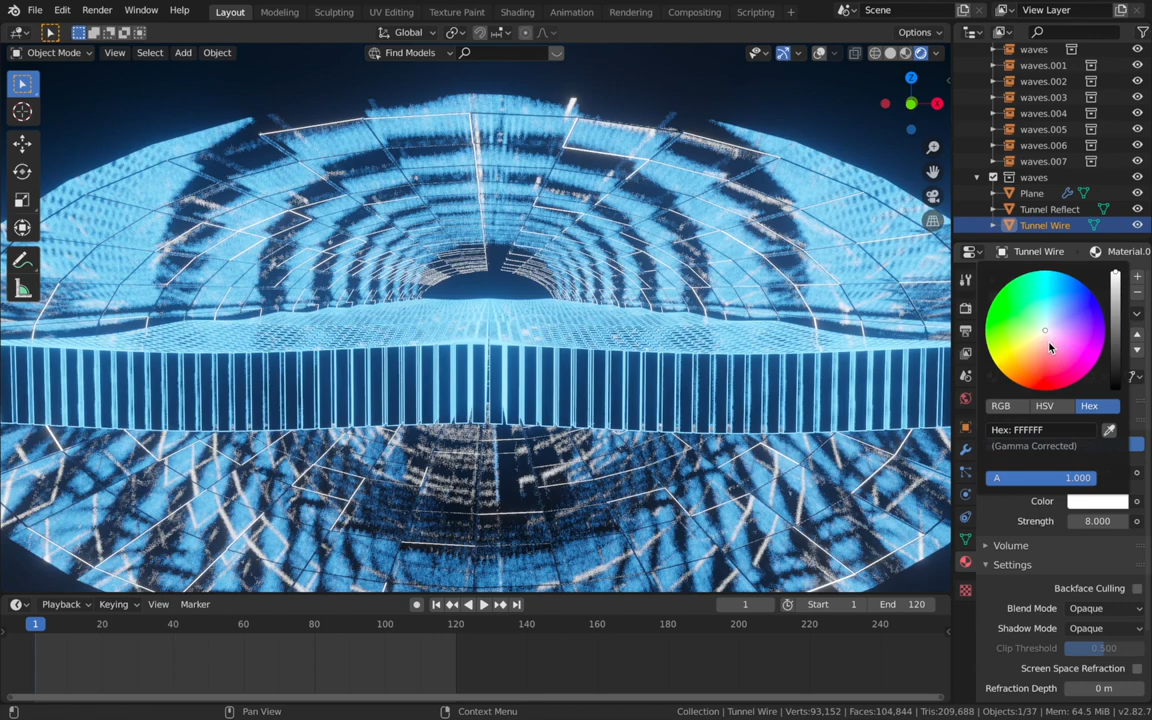 File Edit Render Window Help Layout Modeling Sculpting UV Editing Texture Paint Shading Animation Rendering Compositing Scripting + Scene View Layer
Global Options
Object Mode View Select Add Object Find Models
Z
X
waves
waves.001
waves.002
waves.003
waves.004
waves.005
waves.006
waves.007
waves
Plane
Tunnel Reflect
Tunnel Wire
Tunnel Wire Material.0
RGB HSV Hex
Hex: FFFFFF
(Gamma Corrected)
A 1.000
Color
Strength 8.000
Volume
Settings
Backface Culling
Blend Mode Opaque
Shadow Mode Opaque
Clip Threshold 0.500
Screen Space Refraction
Refraction Depth 0 m
Playback Keying View Marker 1 Start 1 End 120
1 20 40 60 80 100 120 140 160 180 200 220 240
Pan View Context Menu Collection | Tunnel Wire | Verts:93,152 | Faces:104,844 | Tris:209,688 | Objects:1/37 | Mem: 64.5 MiB | v2.82.7